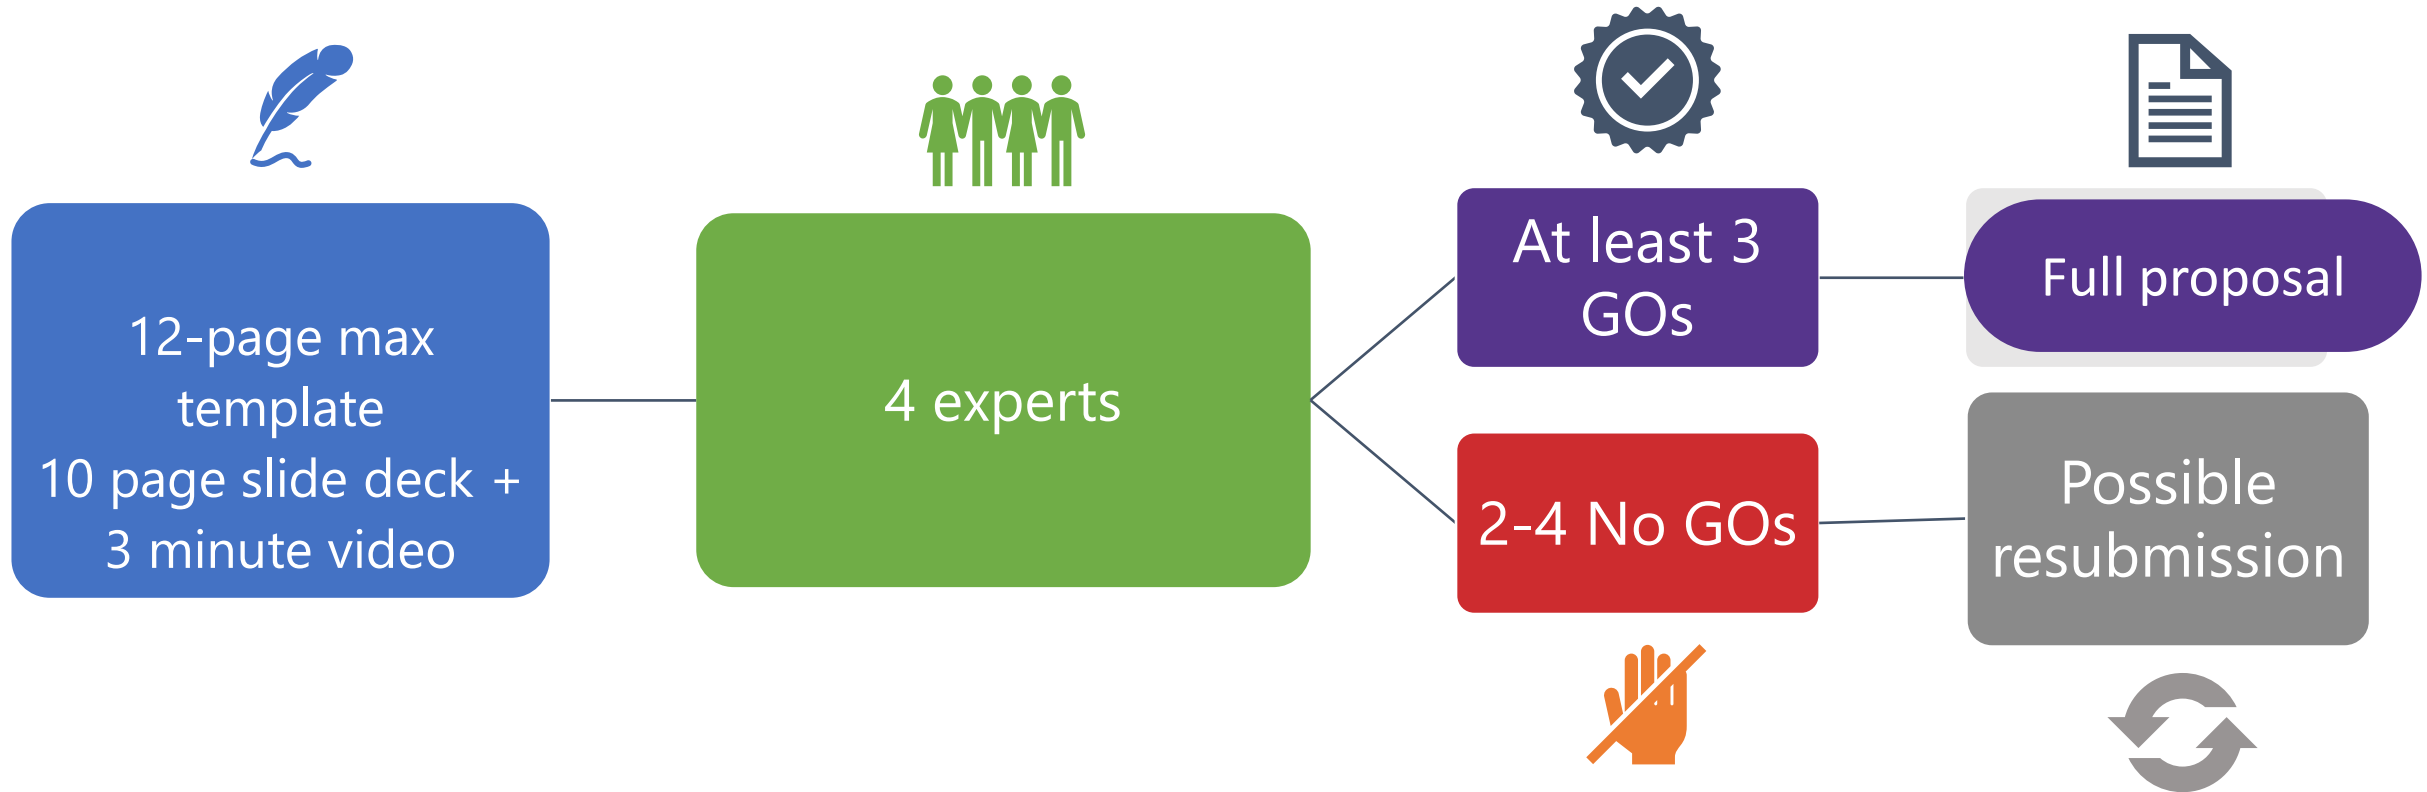 12-page max
template
10 page slide deck +
3 minute video
4 experts
At least 3
GOs
Full proposal
2-4 No GOs
Possible
resubmission